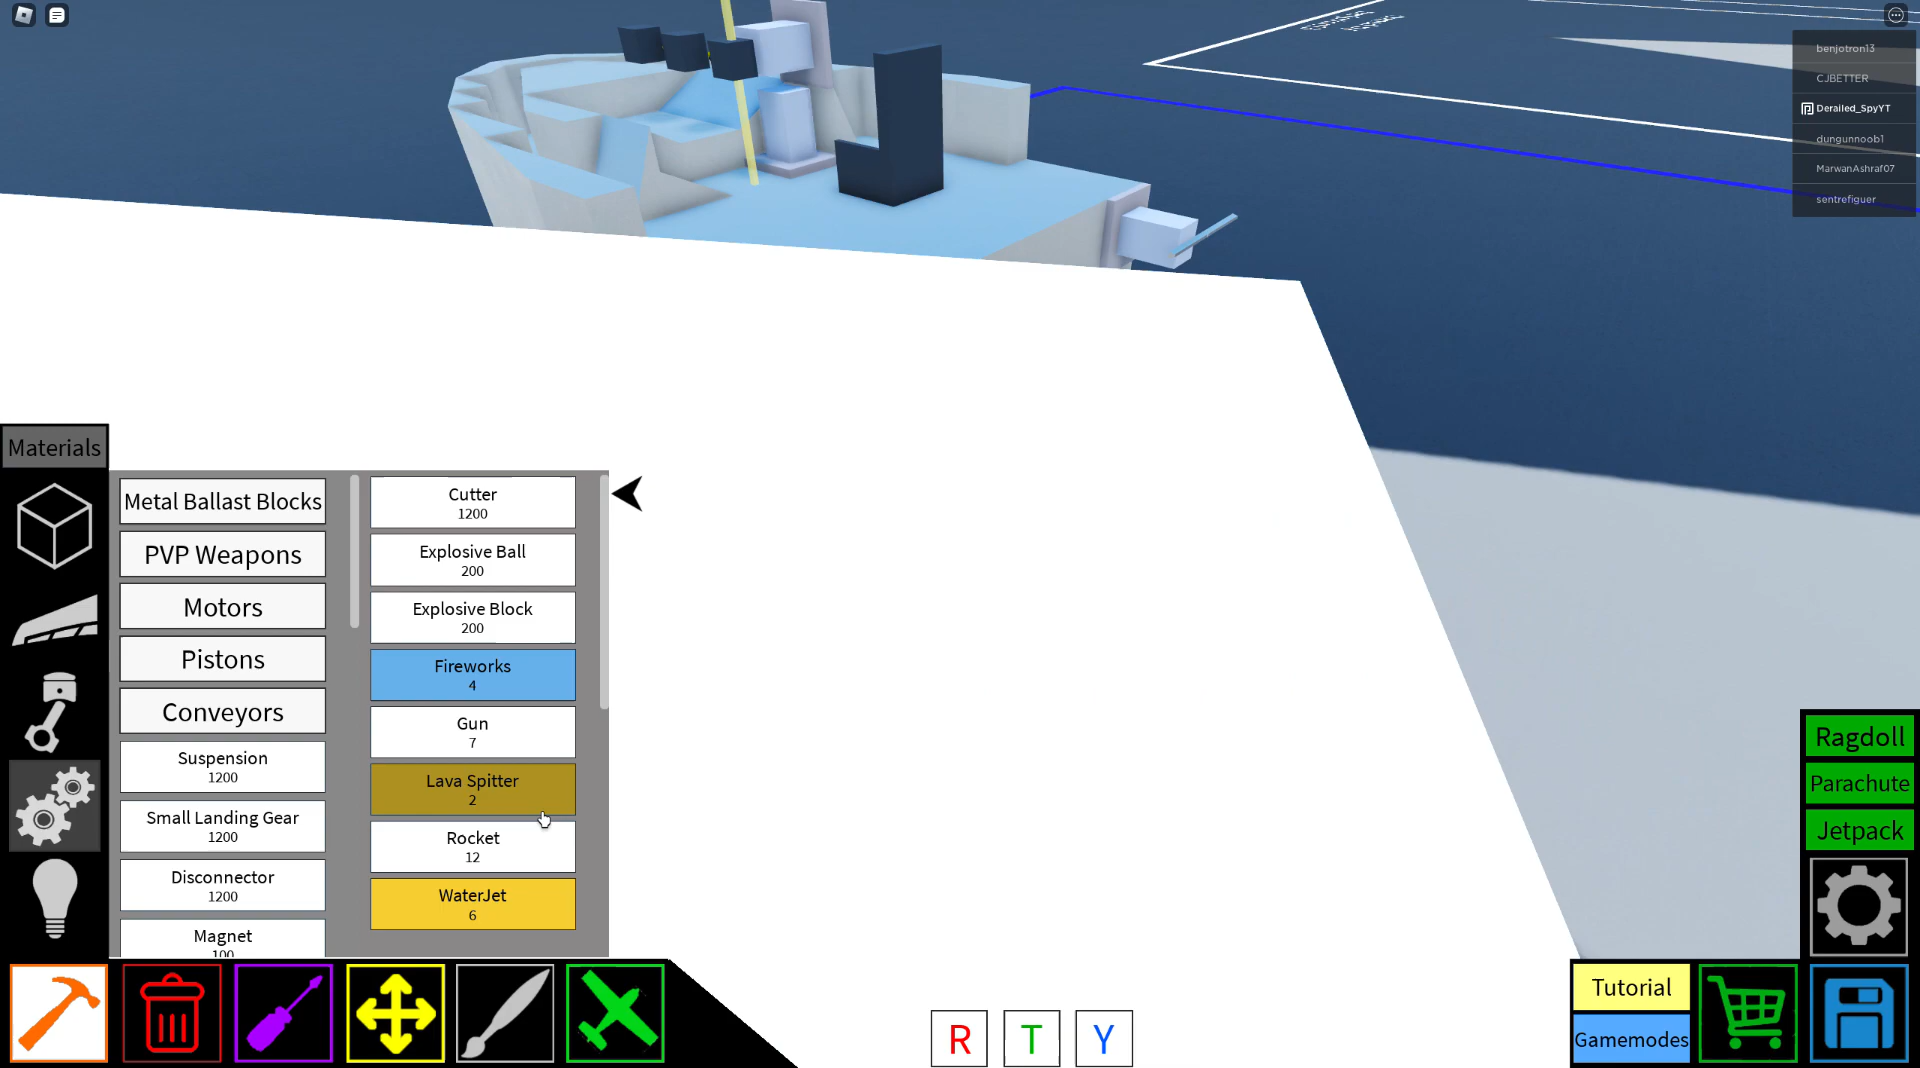 benjotron13
CJBETTER
Derailed_SpyYT
dungunnoob1
MarwanAshraf07
sentrefiguer
Materials
Metal Ballast Blocks
PVP Weapons
Motors
Pistons
Conveyors
Suspension
1200
Small Landing Gear
1200
Disconnector
1200
Magnet
100
Cutter
1200
Explosive Ball
200
Explosive Block
200
Fireworks
4
Gun
7
Lava Spitter
2
Rocket
12
WaterJet
6
Ragdoll
Parachute
Jetpack
Tutorial
Gamemodes
R T Y